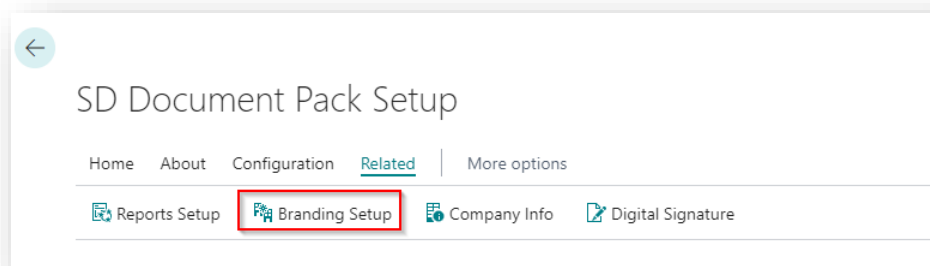 SD Document Pack Setup
Home About Configuration Related More options
Reports Setup Branding Setup Company Info Digital Signature